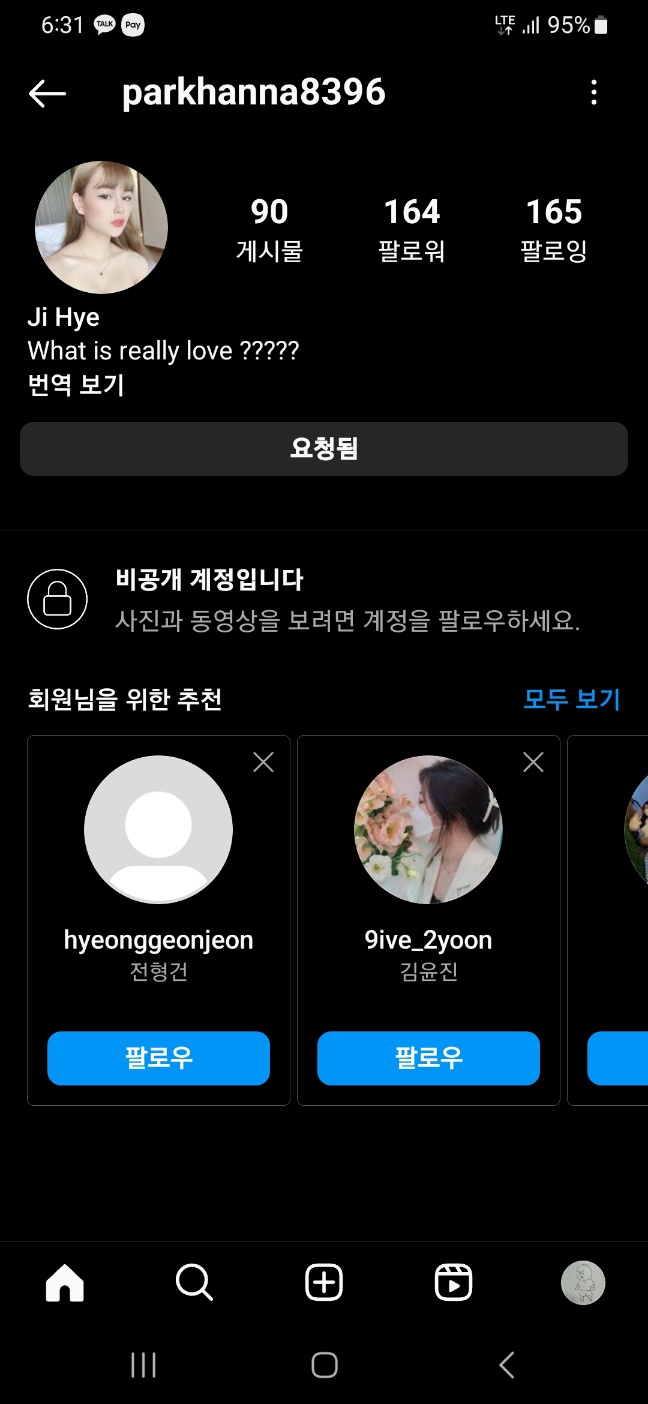 6:31 TALK Pay LTE 95%
parkhanna8396
90 164 165
게시물 팔로워 팔로잉
Ji Hye
What is really love ?????
번역 보기
요청됨
비공개 계정입니다
사진과 동영상을 보려면 계정을 팔로우하세요.
회원님을 위한 추천 모두 보기
hyeonggeonjeon 9ive_2yoon
전형건 김윤진
팔로우 팔로우